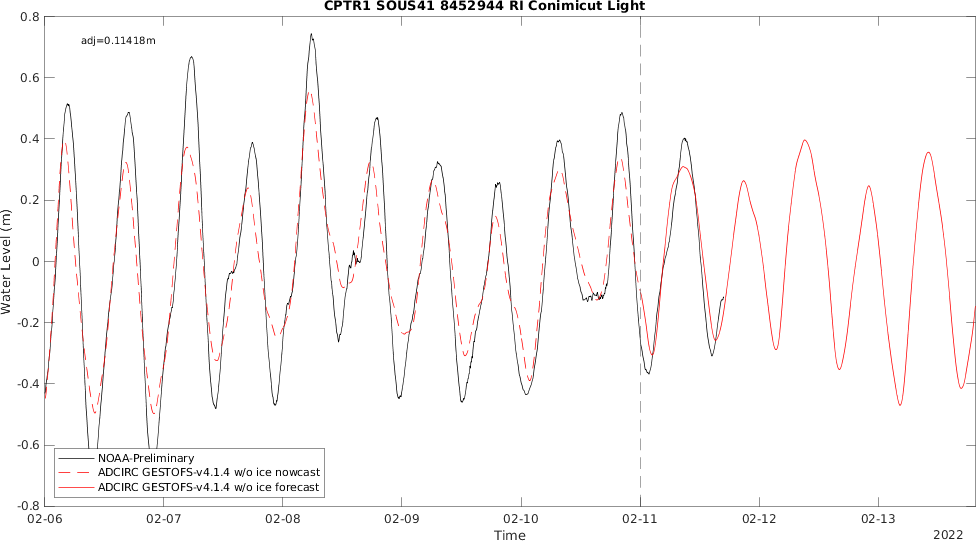 CPTR1 SOUS41 8452944 RI Conimicut Light
adj=0.11418m
Water Level (m)
0.8
0.6
0.4
0.2
0
-0.2
-0.4
-0.6
-0.8
NOAA-Preliminary
ADCIRC GESTOFS-v4.1.4 w/o ice nowcast
ADCIRC GESTOFS-v4.1.4 w/o ice forecast
02-06 02-07 02-08 02-09 02-10 02-11 02-12 02-13
Time
2022